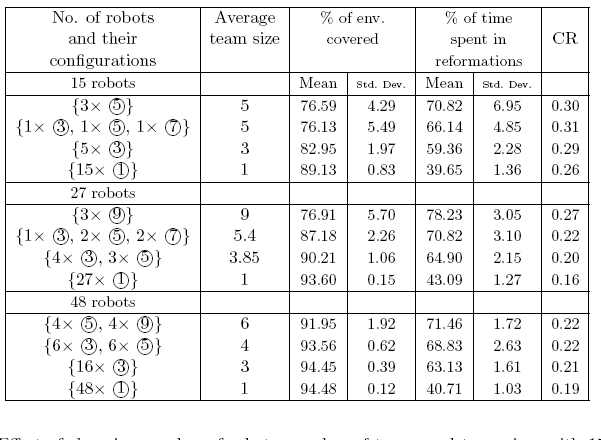 No. of robots and their configurations | Average team size | % of env. covered | % of time spent in reformations | CR
15 robots | | Mean | Std. Dev. | Mean | Std. Dev. |
{3× ⑤} | 5 | 76.59 | 4.29 | 70.82 | 6.95 | 0.30
{1× ③, 1× ⑤, 1× ⑦} | 5 | 76.13 | 5.49 | 66.14 | 4.85 | 0.31
{5× ③} | 3 | 82.95 | 1.97 | 59.36 | 2.28 | 0.29
{15× ①} | 1 | 89.13 | 0.83 | 39.65 | 1.36 | 0.26
27 robots
{3× ⑨} | 9 | 76.91 | 5.70 | 78.23 | 3.05 | 0.27
{1× ③, 2× ⑤, 2× ⑦} | 5.4 | 87.18 | 2.26 | 70.82 | 3.10 | 0.22
{4× ③, 3× ⑤} | 3.85 | 90.21 | 1.06 | 64.90 | 2.15 | 0.20
{27× ①} | 1 | 93.60 | 0.15 | 43.09 | 1.27 | 0.16
48 robots
{4× ⑤, 4× ⑨} | 6 | 91.95 | 1.92 | 71.46 | 1.72 | 0.22
{6× ③, 6× ⑤} | 4 | 93.56 | 0.62 | 68.83 | 2.63 | 0.22
{16× ③} | 3 | 94.45 | 0.39 | 63.13 | 1.61 | 0.21
{48× ①} | 1 | 94.48 | 0.12 | 40.71 | 1.03 | 0.19